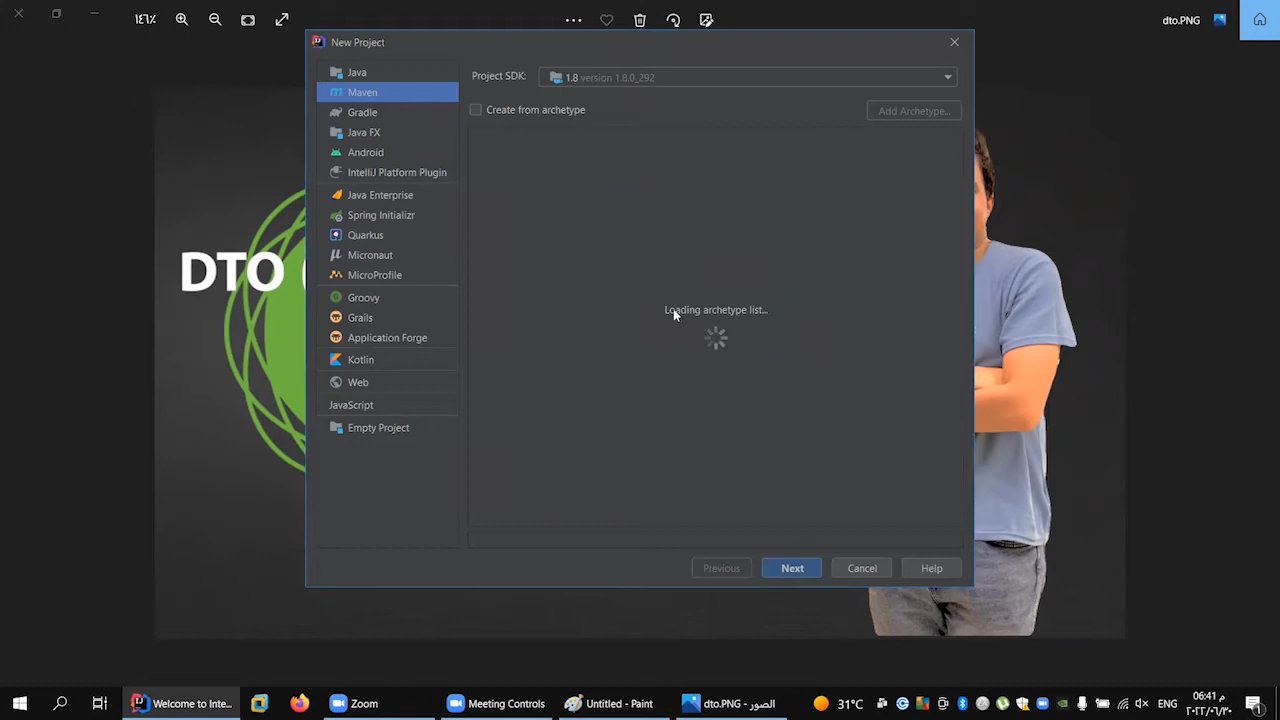 ١٤٦٪
dto.PNG
New Project
Java
Maven
Gradle
Java FX
Android
IntelliJ Platform Plugin
Java Enterprise
Spring Initializr
Quarkus
Micronaut
MicroProfile
Groovy
Grails
Application Forge
Kotlin
Web
JavaScript
Empty Project
Project SDK:
1.8 version 1.8.0_292
Create from archetype
Add Archetype...
Loading archetype list...
Previous
Next
Cancel
Help
DTO
Welcome to Inte...
Zoom
Meeting Controls
Untitled - Paint
dto.PNG - الصور
31°C
ENG
06:41 م